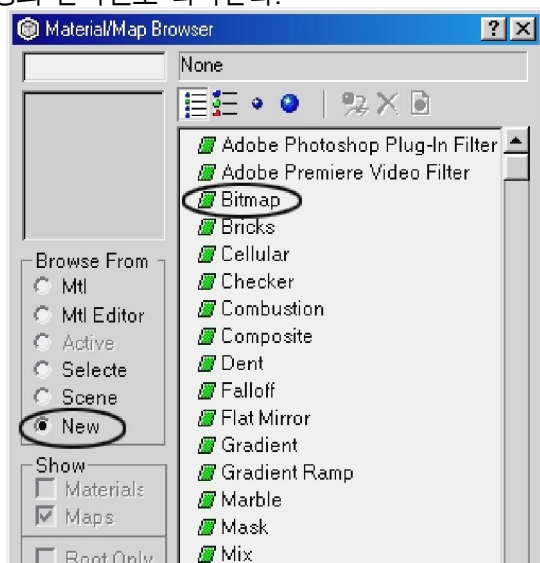 Material/Map Browser
None
Adobe Photoshop Plug-In Filter
Adobe Premiere Video Filter
Bitmap
Bricks
Cellular
Checker
Combustion
Composite
Dent
Falloff
Flat Mirror
Gradient
Gradient Ramp
Marble
Mask
Mix
Browse From
Mtl
Mtl Editor
Active
Selecte
Scene
New
Show
Materials
Maps
Root Only